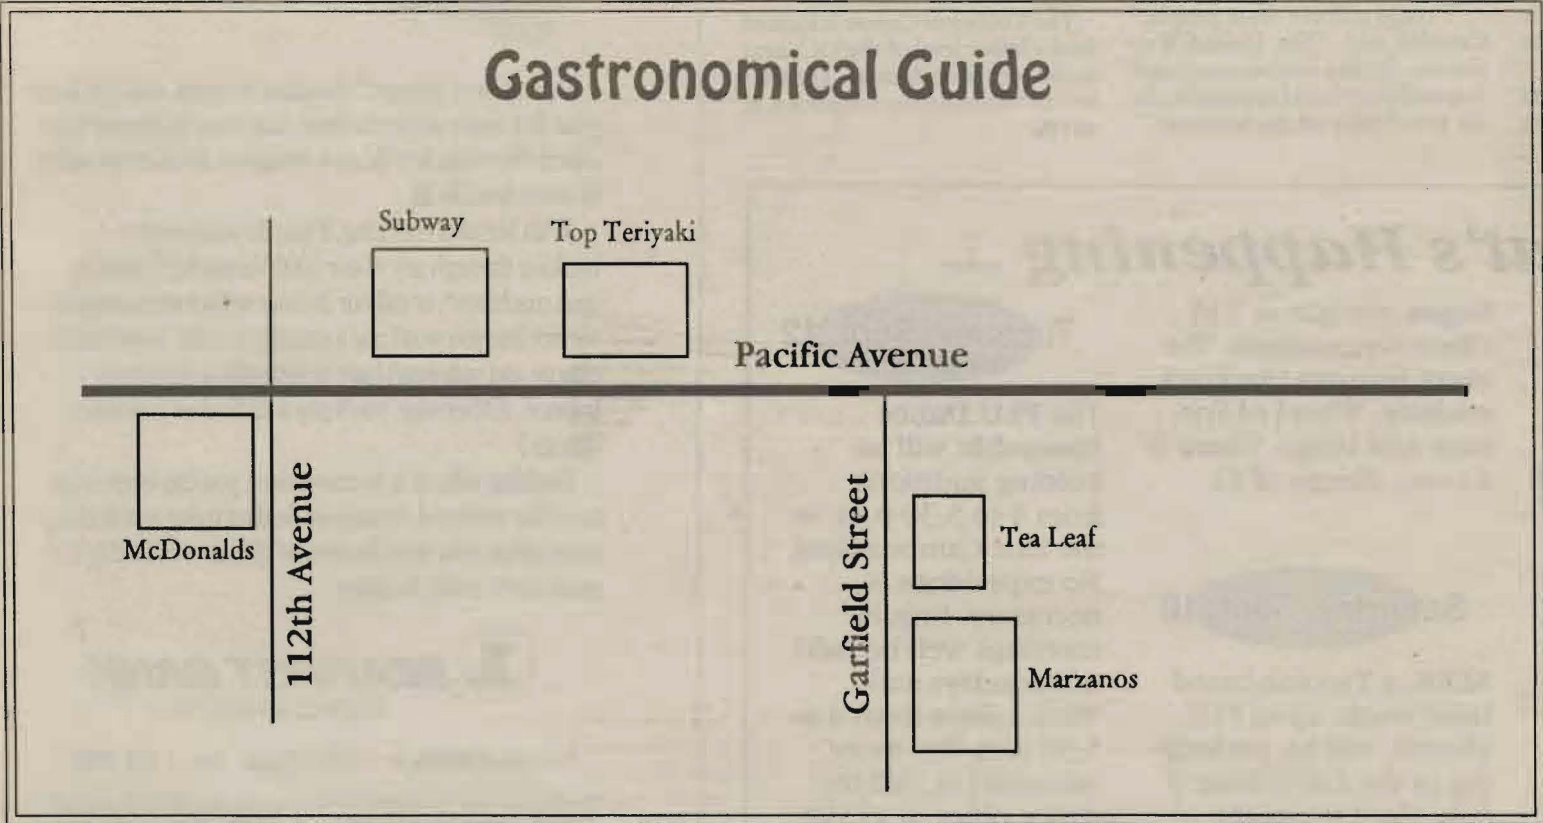 Gastronomical Guide
Subway
Top Teriyaki
Pacific Avenue
McDonalds
112th Avenue
Garfield Street
Tea Leaf
Marzanos